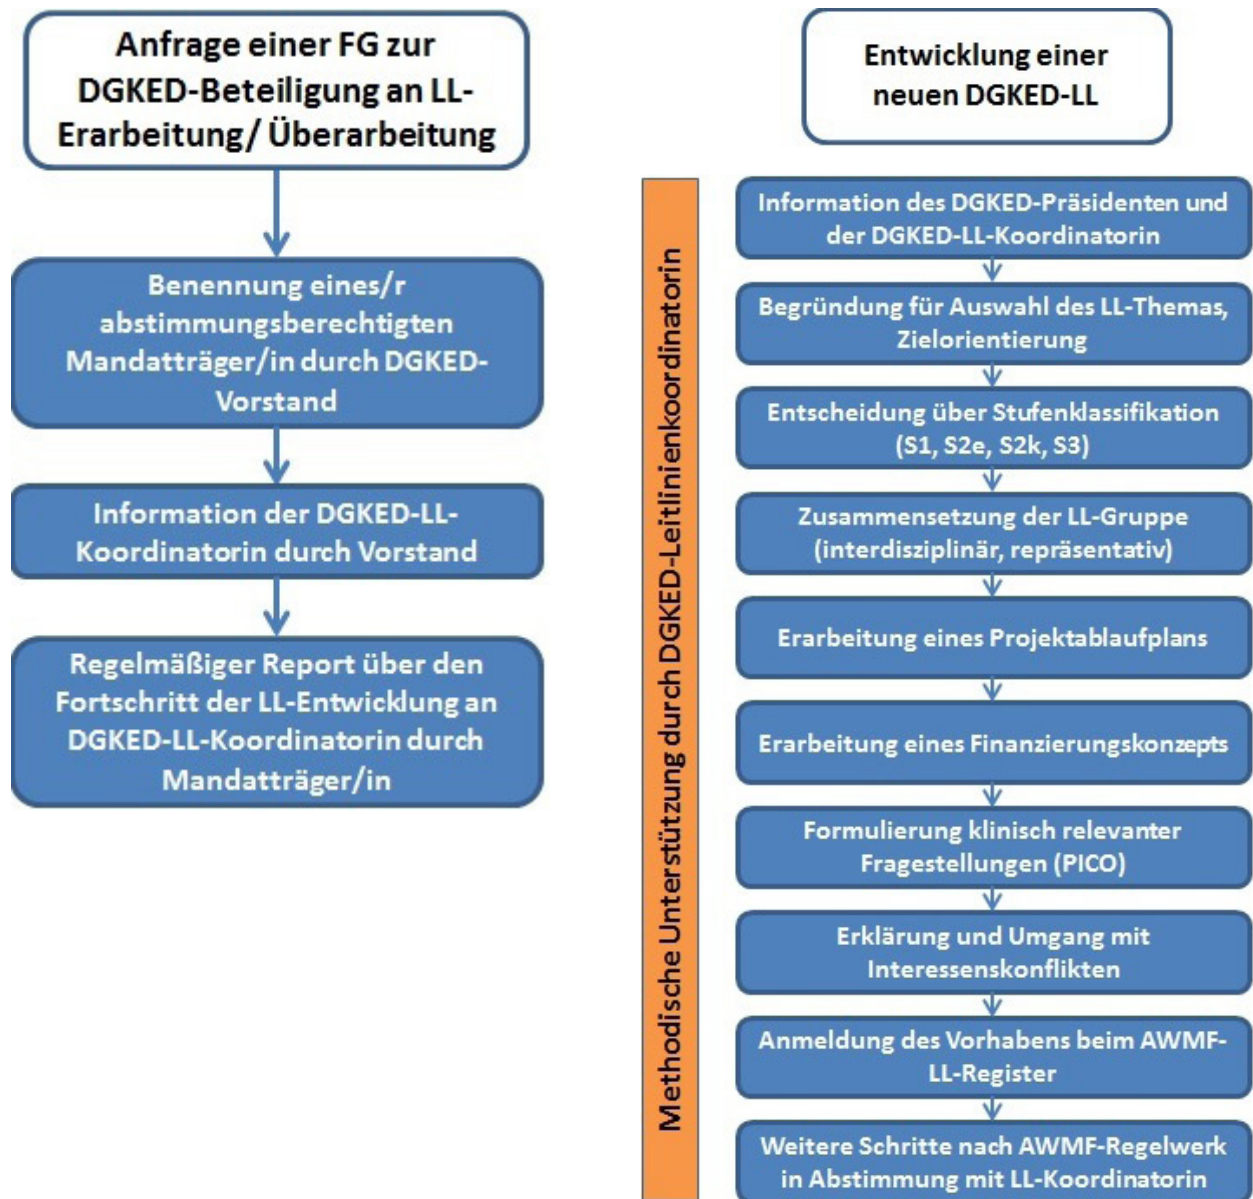 Anfrage einer FG zur
DGKED-Beteiligung an LL-
Erarbeitung/ Überarbeitung
Benennung eines/r
abstimmungsberechtigten
Mandatträger/in durch DGKED-
Vorstand
Information der DGKED-LL-
Koordinatorin durch Vorstand
Regelmäßiger Report über den
Fortschritt der LL-Entwicklung an
DGKED-LL-Koordinatorin durch
Mandatträger/in
Entwicklung einer
neuen DGKED-LL
Methodische Unterstützung durch DGKED-Leitlinienkoordinatorin
Information des DGKED-Präsidenten und
der DGKED-LL-Koordinatorin
Begründung für Auswahl des LL-Themas,
Zielorientierung
Entscheidung über Stufenklassifikation
(S1, S2e, S2k, S3)
Zusammensetzung der LL-Gruppe
(interdisziplinär, repräsentativ)
Erarbeitung eines Projektablaufplans
Erarbeitung eines Finanzierungskonzepts
Formulierung klinisch relevanter
Fragestellungen (PICO)
Erklärung und Umgang mit
Interessenskonflikten
Anmeldung des Vorhabens beim AWMF-
LL-Register
Weitere Schritte nach AWMF-Regelwerk
in Abstimmung mit LL-Koordinatorin